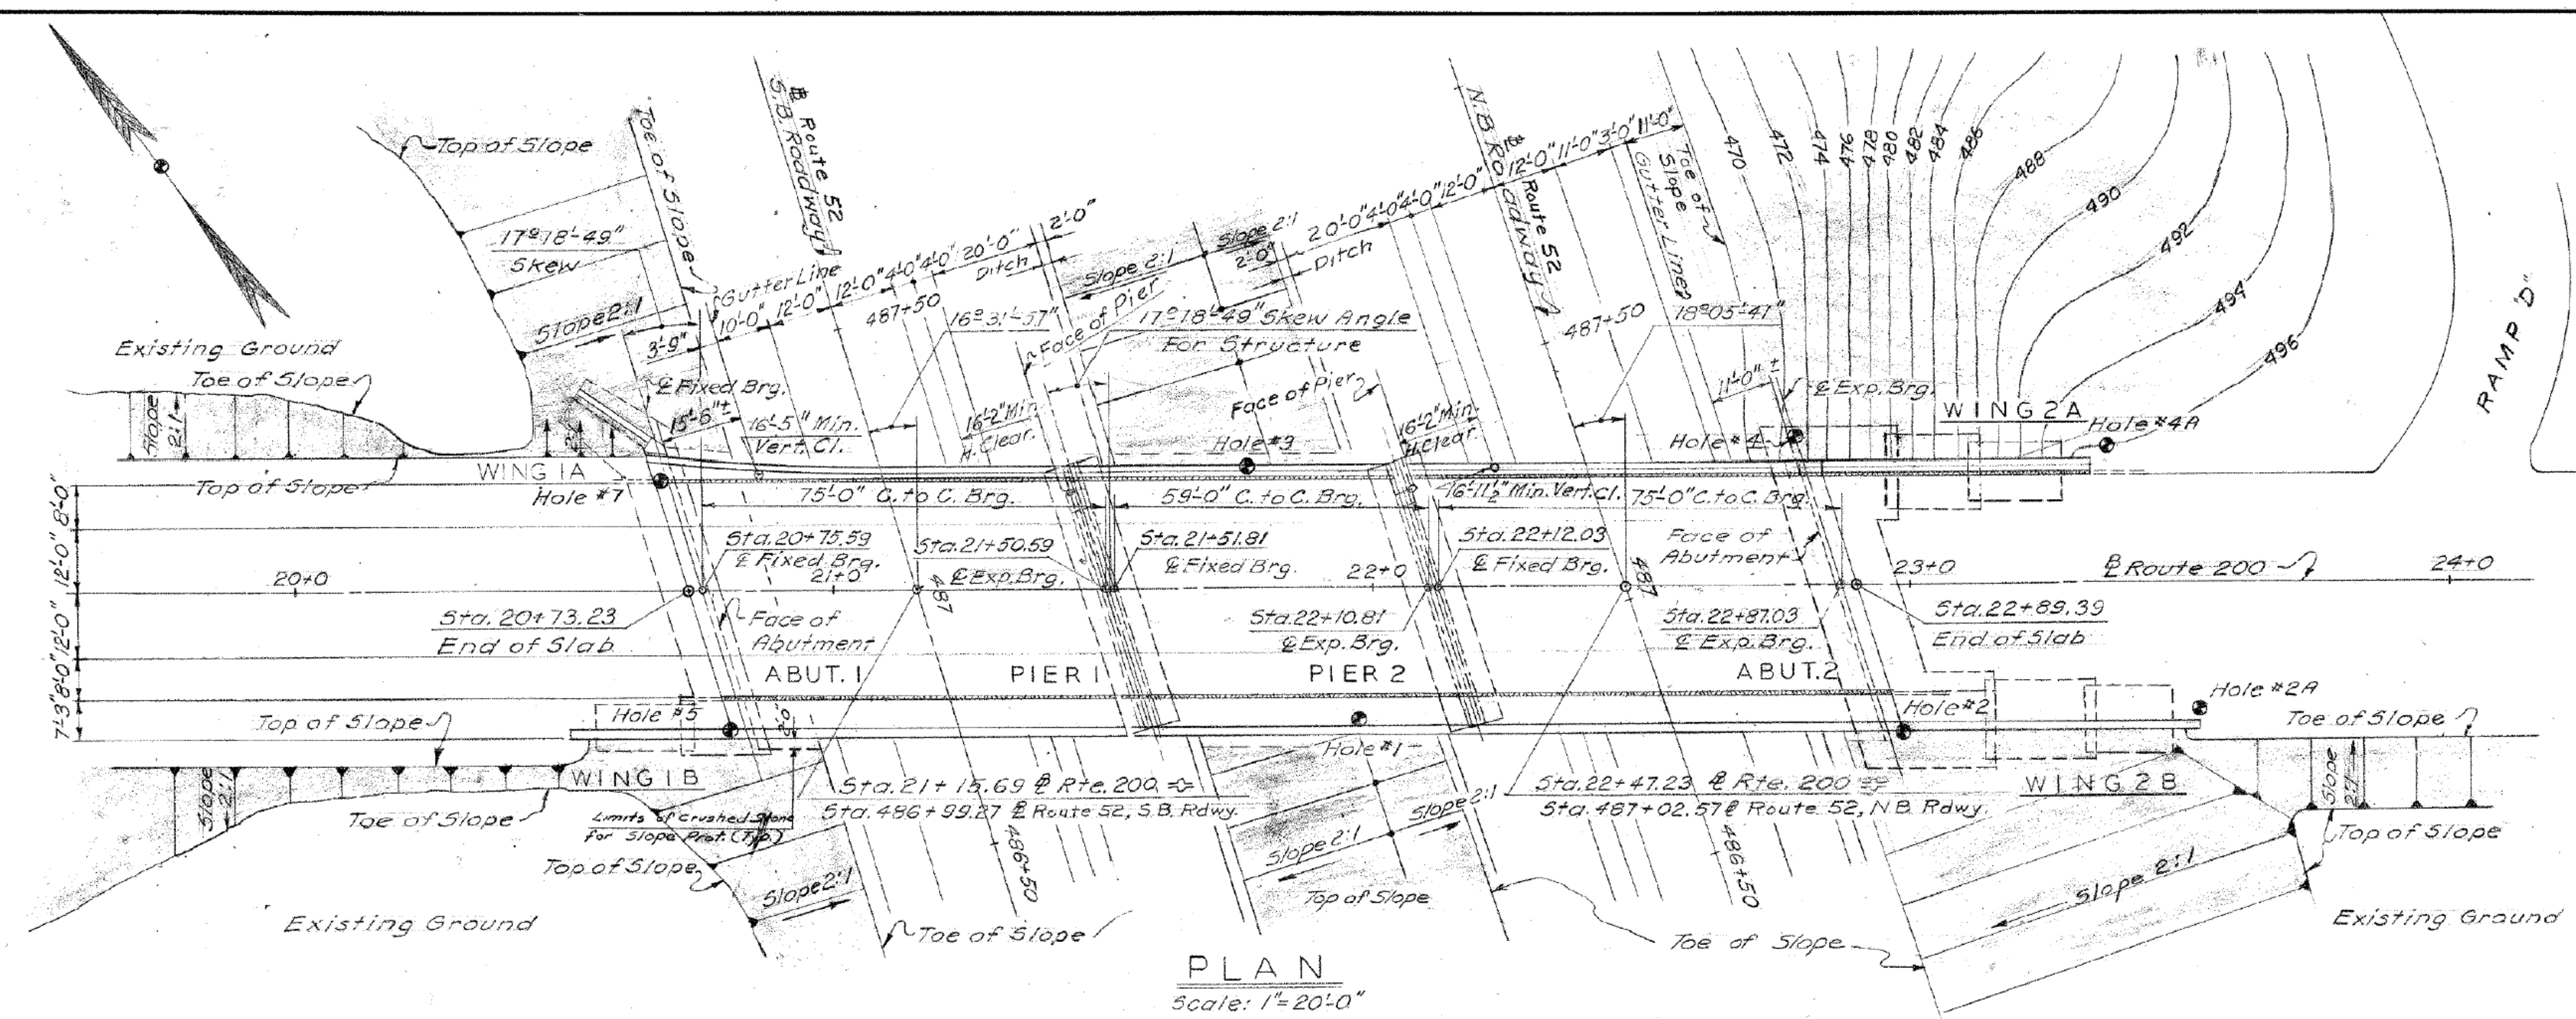 Top of Slope
Toe of Slope
℄ Route 52
S.B. Roadway
17°18'-49"
Skew
Slope 2:1
Gutter Line
3'-9"
10'-0"
12'-0"
12'-0"
4'-0"
4'-0"
20'-0"
Ditch
2'-0"
Slope 2:1
Slope 2:1
2'-0"
Ditch
20'-0"
4'-0"
4'-0"
12'-0"
12'-0"
11'-0"
3'-0"
11'-0"
N.B. Roadway
℄ Route 52
Gutter Line
Toe of
Slope
470
472
474
476
478
480
482
484
486
488
490
492
494
496
RAMP "D"
487+50
16°31'-57"
Face of Pier
17°18'-49" Skew Angle
For Structure
487+50
18°05'-41"
Existing Ground
Toe of Slope
Slope
2:1
℄ Fixed Brg.
15'-6"±
16'-5" Min.
Vert. Cl.
16'-2" Min.
H. Clear.
Face of Pier
16'-2" Min.
H. Clear.
11'-0"±
℄ Exp. Brg.
WING 2A
Hole #4A
Hole #3
Hole #4
WING 1A
Top of Slope
Hole #7
75'-0" C. to C. Brg.
59'-0" C. to C. Brg.
16'-11½" Min. Vert. Cl.
75'-0" C. to C. Brg.
8'-0"
12'-0"
12'-0"
8'-0"
7'-3"
Sta. 20+75.59
℄ Fixed Brg.
Sta. 21+50.59
℄ Exp. Brg.
Sta. 21+51.81
℄ Fixed Brg.
Sta. 22+12.03
℄ Fixed Brg.
Face of
Abutment
20+0
21+0
487
22+0
487
23+0
℄ Route 200
24+0
Sta. 20+73.23
End of Slab
Face of
Abutment
Sta. 22+10.81
℄ Exp. Brg.
Sta. 22+87.03
℄ Exp. Brg.
Sta. 22+89.39
End of Slab
ABUT. 1
PIER 1
PIER 2
ABUT. 2
Top of Slope
Hole #5
Hole #1
Hole #2
Hole #2A
Toe of Slope
WING 1B
Slope
2:1
Toe of Slope
Limits of Crushed Stone
for Slope Prot. (Typ.)
Sta. 21+15.69 ℄ Rte. 200 =
Sta. 486+99.27 ℄ Route 52, S.B. Rdwy.
Slope 2:1
Sta. 22+47.23 ℄ Rte. 200 =
Sta. 487+02.57 ℄ Route 52, N.B. Rdwy.
WING 2B
Slope
2:1
Top of Slope
Top of Slope
Slope 2:1
486+50
Slope 2:1
Top of Slope
486+50
Slope 2:1
Existing Ground
Toe of Slope
Toe of Slope
Existing Ground
PLAN
Scale: 1"=20'-0"